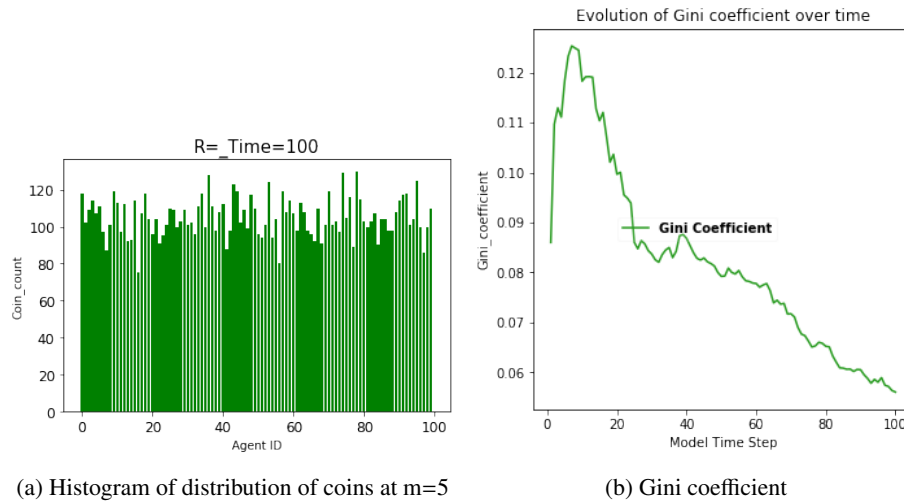 R=_Time=100
Coin_count
120
100
80
60
40
20
0
0 20 40 60 80 100
Agent ID
(a) Histogram of distribution of coins at m=5
Evolution of Gini coefficient over time
Gini_coefficient
0.12
0.11
0.10
0.09
0.08
0.07
0.06
Gini Coefficient
0 20 40 60 80 100
Model Time Step
(b) Gini coefficient